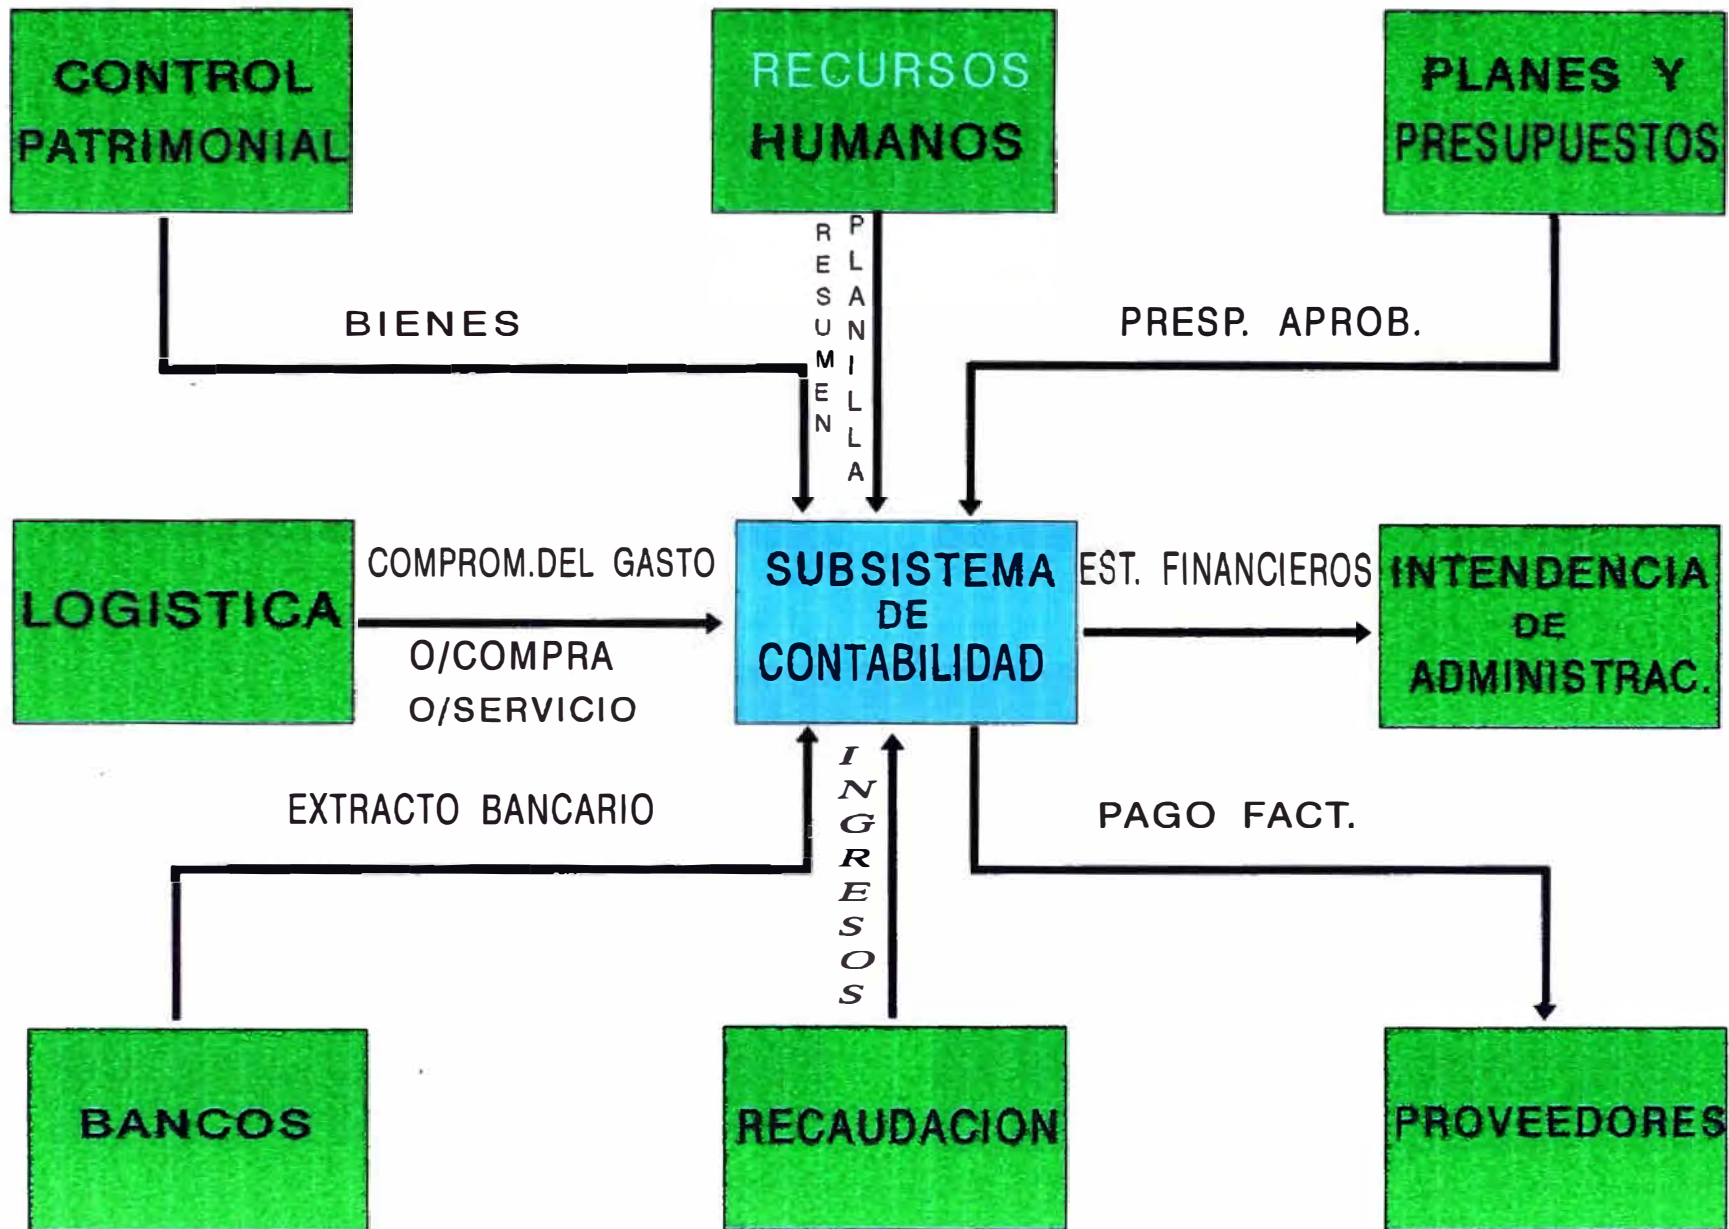 CONTROL
PATRIMONIAL
RECURSOS
HUMANOS
PLANES Y
PRESUPUESTOS
RESUMEN
PLANILLA
BIENES
PRESP. APROB.
LOGISTICA
COMPROM.DEL GASTO
O/COMPRA
O/SERVICIO
SUBSISTEMA
DE
CONTABILIDAD
EST. FINANCIEROS
INTENDENCIA
DE
ADMINISTRAC.
EXTRACTO BANCARIO
INGRESOS
PAGO FACT.
BANCOS
RECAUDACION
PROVEEDORES